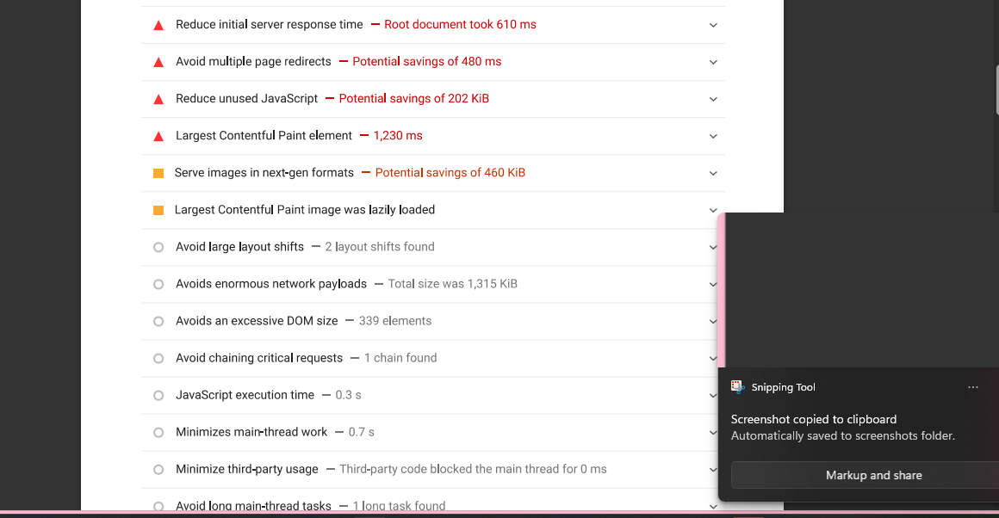 Reduce initial server response time — Root document took 610 ms
Avoid multiple page redirects — Potential savings of 480 ms
Reduce unused JavaScript — Potential savings of 202 KiB
Largest Contentful Paint element — 1,230 ms
Serve images in next-gen formats — Potential savings of 460 KiB
Largest Contentful Paint image was lazily loaded
Avoid large layout shifts — 2 layout shifts found
Avoids enormous network payloads — Total size was 1,315 KiB
Avoids an excessive DOM size — 339 elements
Avoid chaining critical requests — 1 chain found
JavaScript execution time — 0.3 s
Minimizes main-thread work — 0.7 s
Minimize third-party usage — Third-party code blocked the main thread for 0 ms
Avoid long main-thread tasks — 1 long task found
Snipping Tool
Screenshot copied to clipboard
Automatically saved to screenshots folder.
Markup and share